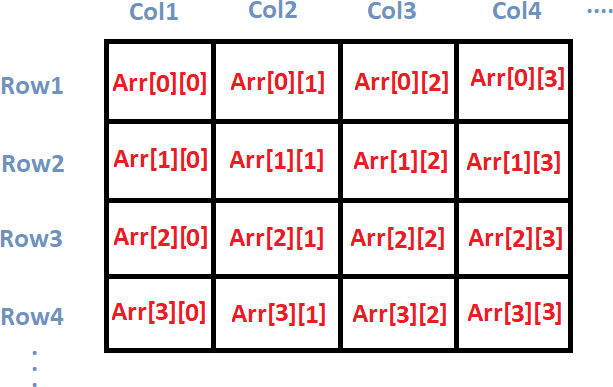 Col1 Col2 Col3 Col4 ....
Row1 Arr[0][0] Arr[0][1] Arr[0][2] Arr[0][3]
Row2 Arr[1][0] Arr[1][1] Arr[1][2] Arr[1][3]
Row3 Arr[2][0] Arr[2][1] Arr[2][2] Arr[2][3]
Row4 Arr[3][0] Arr[3][1] Arr[3][2] Arr[3][3]
.
.
.